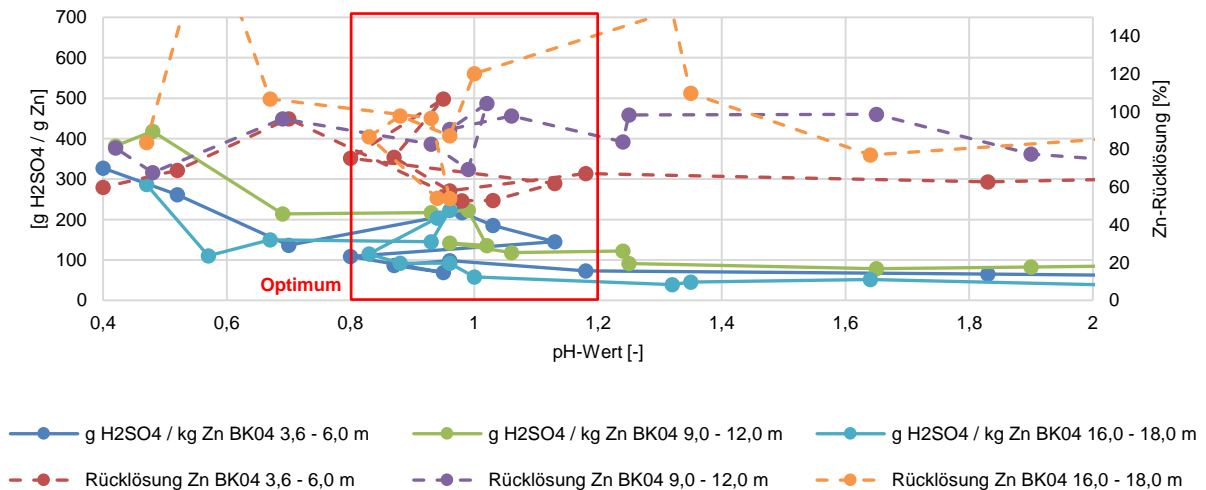 700
600
500
400
300
200
100
0
[g H2SO4 / g Zn]
140
120
100
80
60
40
20
0
Zn-Rücklösung [%]
Optimum
0,4 0,6 0,8 1 1,2 1,4 1,6 1,8 2
pH-Wert [-]
g H2SO4 / kg Zn BK04 3,6 - 6,0 m g H2SO4 / kg Zn BK04 9,0 - 12,0 m g H2SO4 / kg Zn BK04 16,0 - 18,0 m
Rücklösung Zn BK04 3,6 - 6,0 m Rücklösung Zn BK04 9,0 - 12,0 m Rücklösung Zn BK04 16,0 - 18,0 m